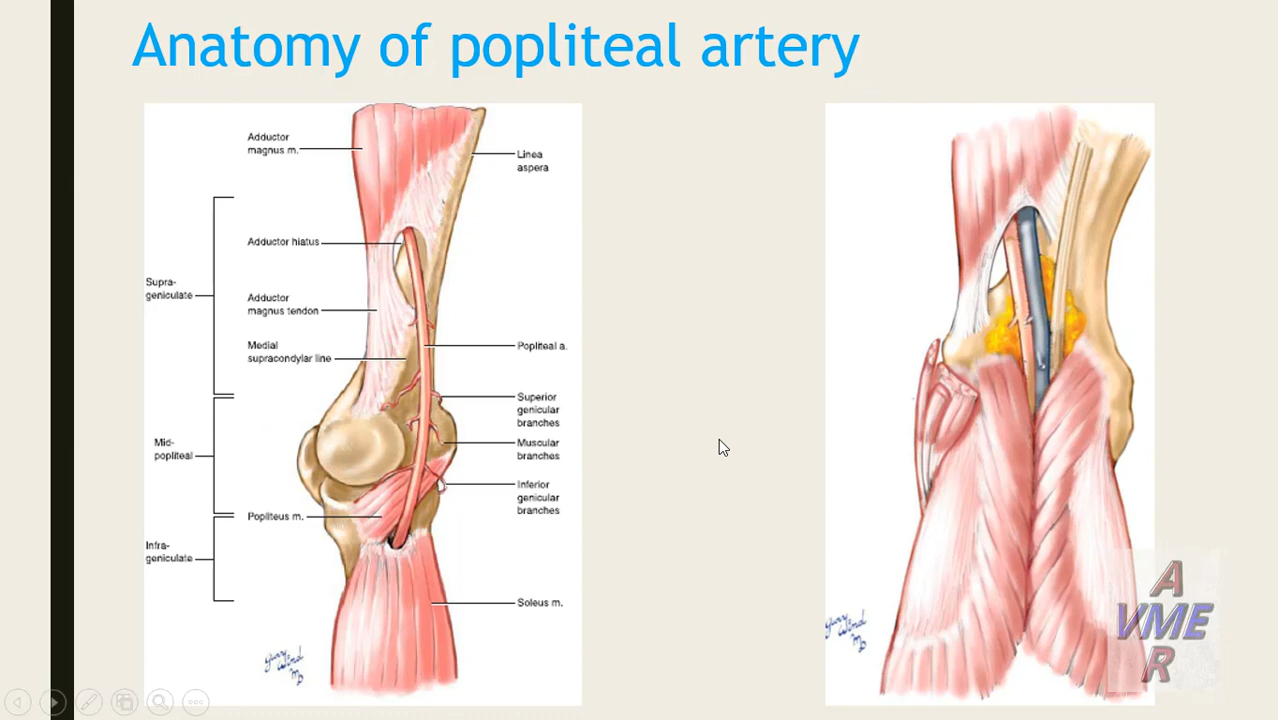 Anatomy of popliteal artery
Adductor
magnus m.
Linea
aspera
Adductor hiatus
Supra-
geniculate
Adductor
magnus tendon
Medial
supracondylar line
Popliteal a.
Superior
genicular
branches
Mid-
popliteal
Muscular
branches
Inferior
genicular
branches
Popliteus m.
Infra-
geniculate
Soleus m.
A
VME
R